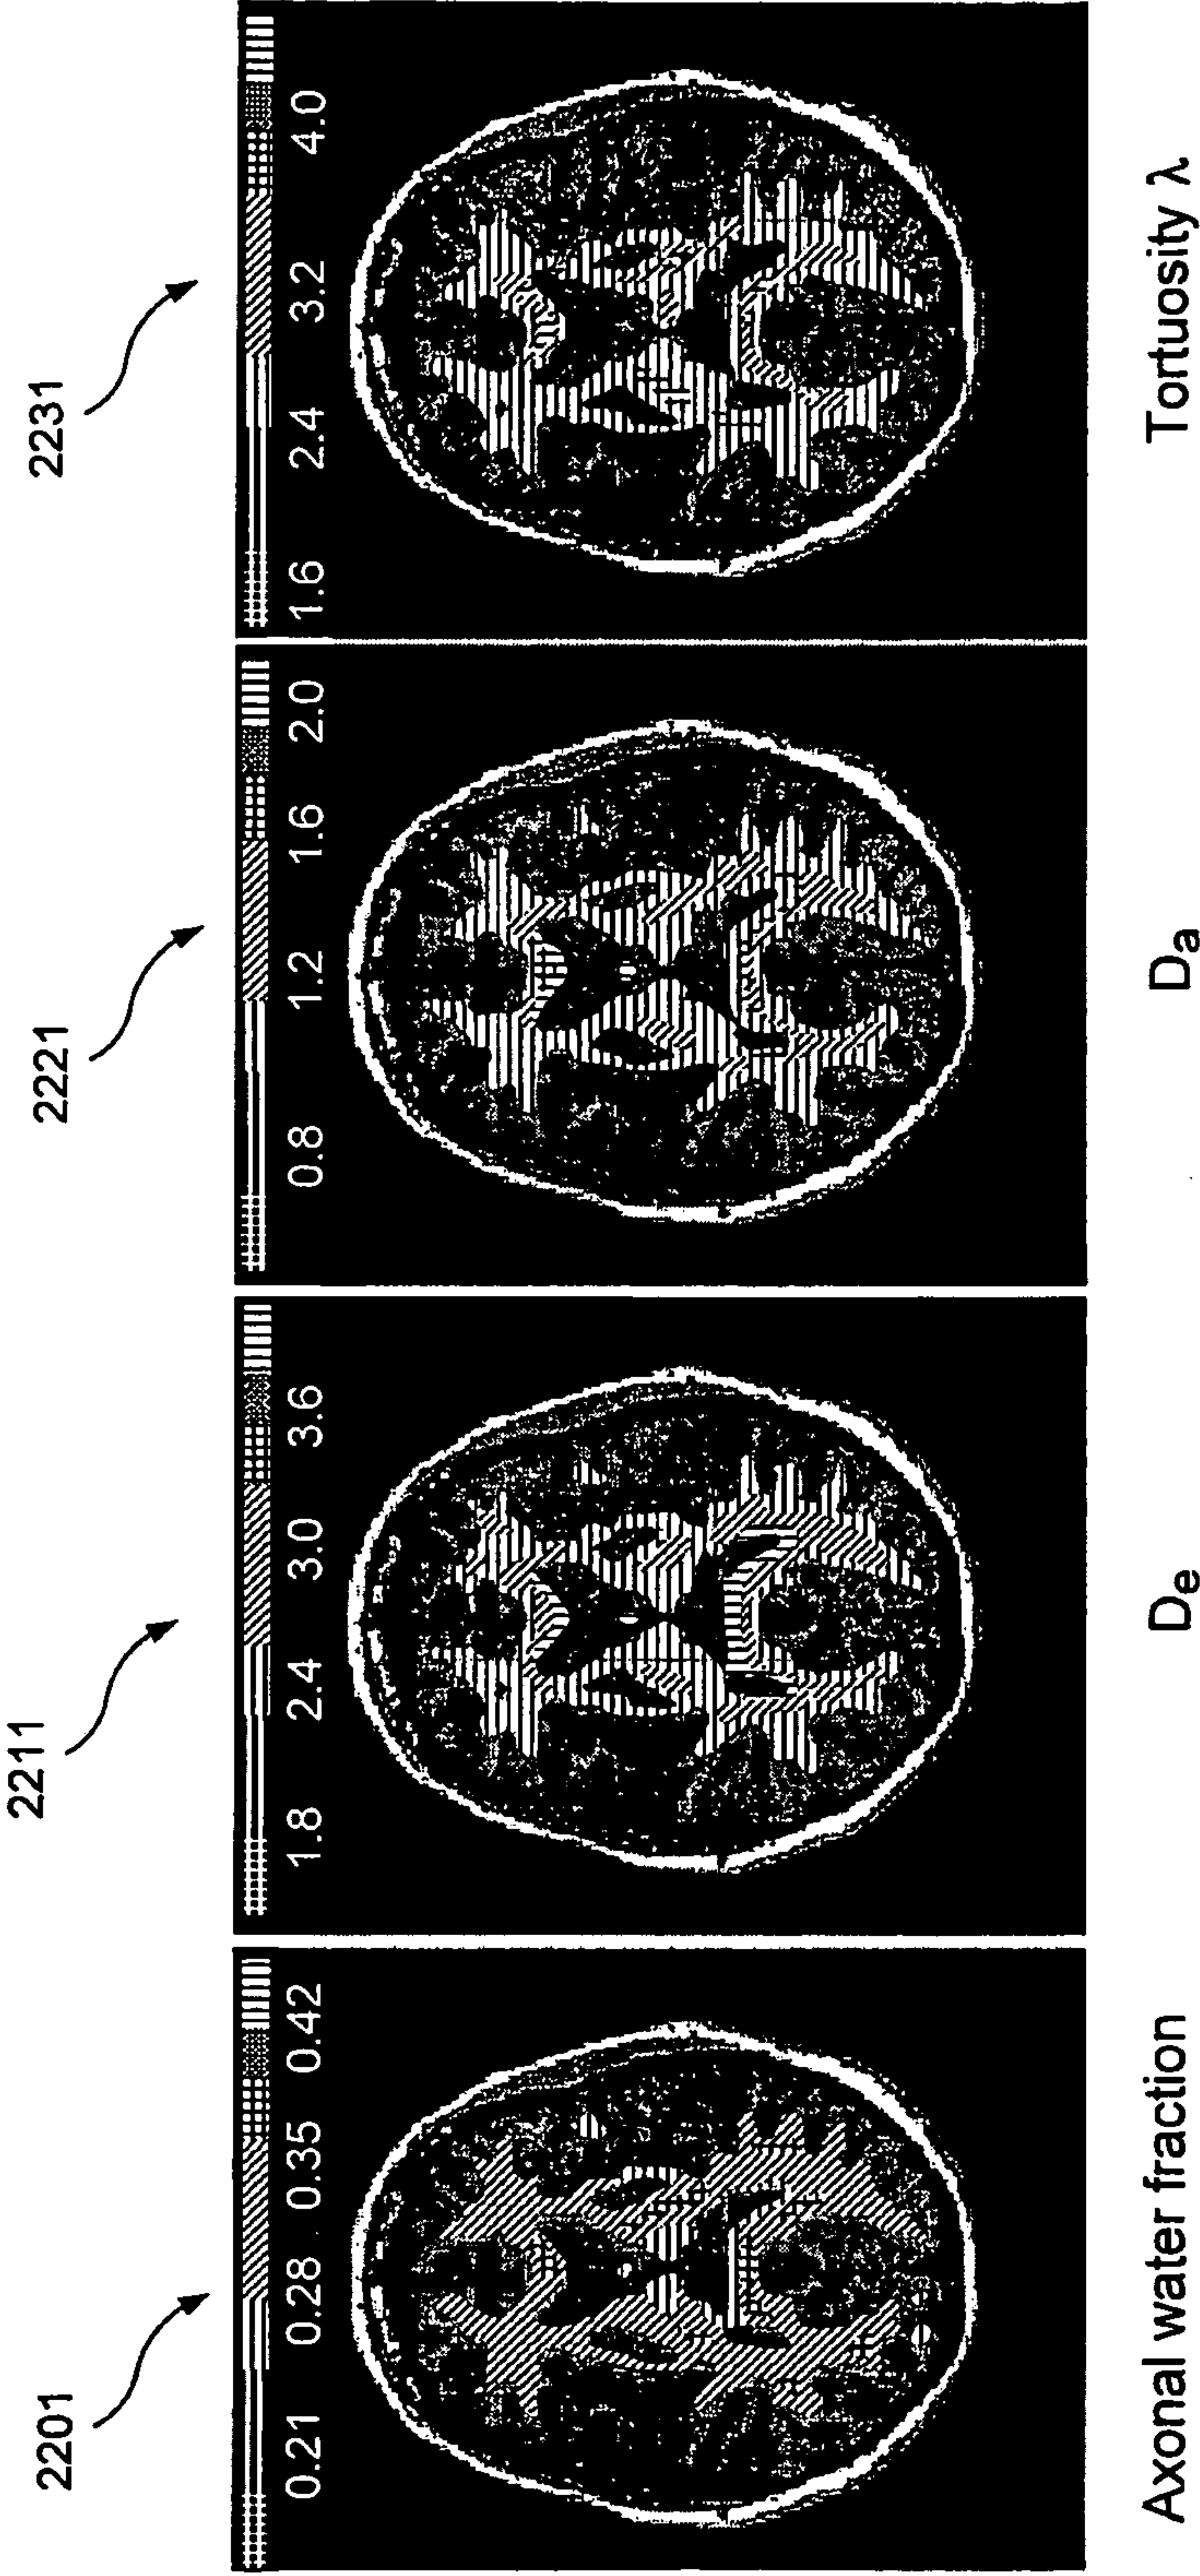 2201
2211
2221
2231
0.21 0.28 0.35 0.42
1.8 2.4 3.0 3.6
0.8 1.2 1.6 2.0
1.6 2.4 3.2 4.0
Axonal water fraction
De
Da
Tortuosity λ